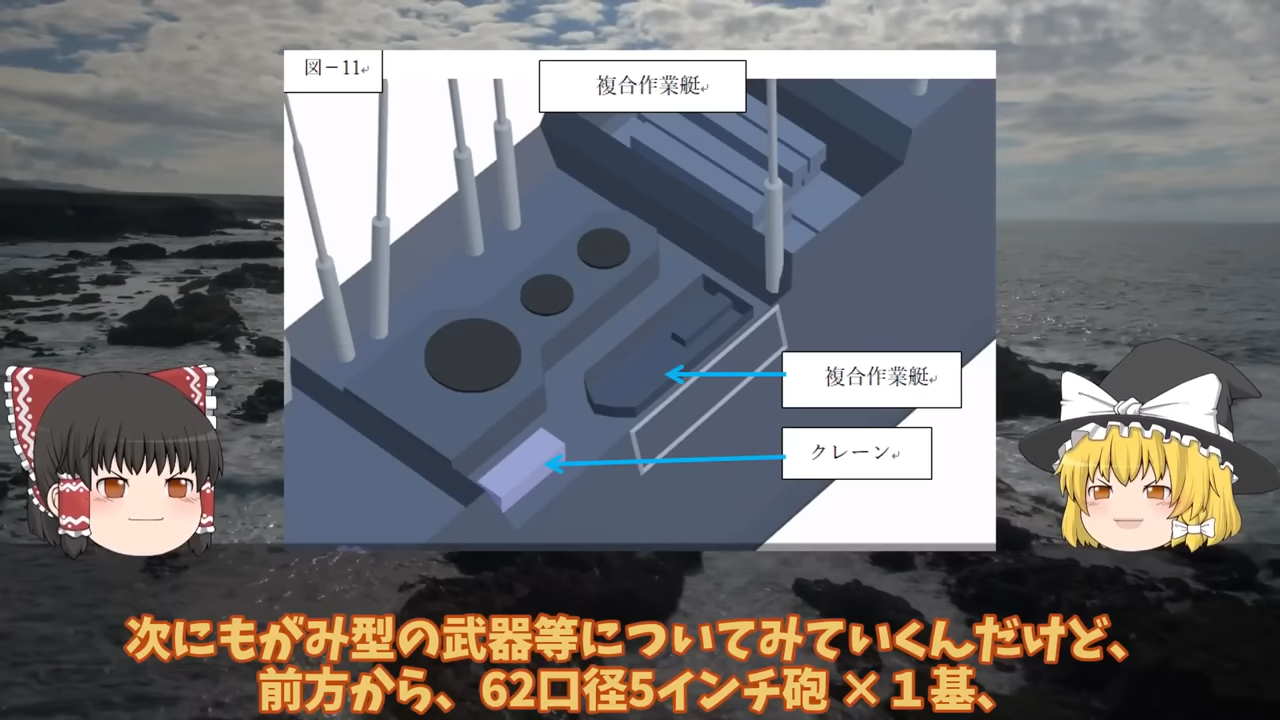 図－11
複合作業艇
複合作業艇
クレーン
次にもがみ型の武器等についてみていくんだけど、
前方から、62口径5インチ砲 ×１基、